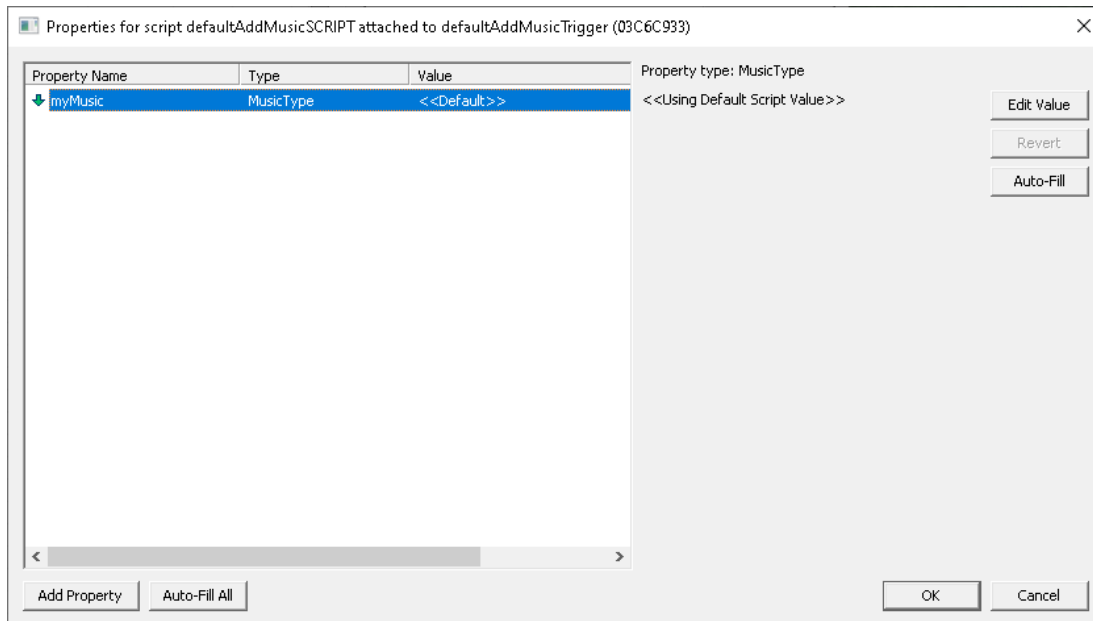 Properties for script defaultAddMusicSCRIPT attached to defaultAddMusicTrigger (03C6C933)
Property Name Type Value
myMusic MusicType <<Default>>
Property type: MusicType
<<Using Default Script Value>>
Edit Value
Revert
Auto-Fill
Add Property Auto-Fill All
OK Cancel